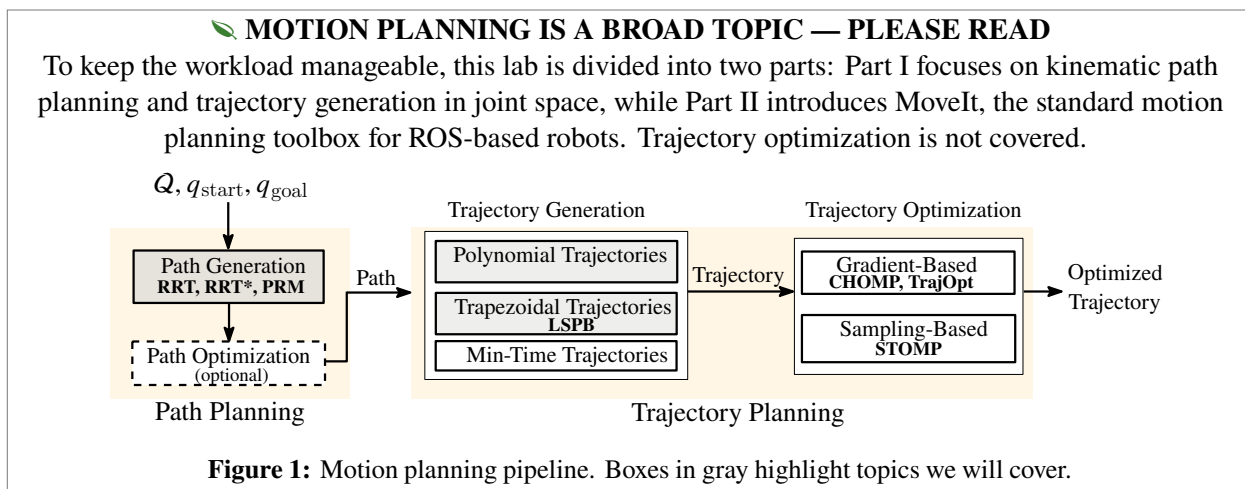 MOTION PLANNING IS A BROAD TOPIC — PLEASE READ
To keep the workload manageable, this lab is divided into two parts: Part I focuses on kinematic path
planning and trajectory generation in joint space, while Part II introduces MoveIt, the standard motion
planning toolbox for ROS-based robots. Trajectory optimization is not covered.
𝒬, q_start, q_goal
Path Generation
RRT, RRT*, PRM
Path Optimization
(optional)
Path Planning
Path
Trajectory Generation
Polynomial Trajectories
Trapezoidal Trajectories
LSPB
Min-Time Trajectories
Trajectory
Trajectory Optimization
Gradient-Based
CHOMP, TrajOpt
Sampling-Based
STOMP
Trajectory Planning
Optimized
Trajectory
Figure 1: Motion planning pipeline. Boxes in gray highlight topics we will cover.